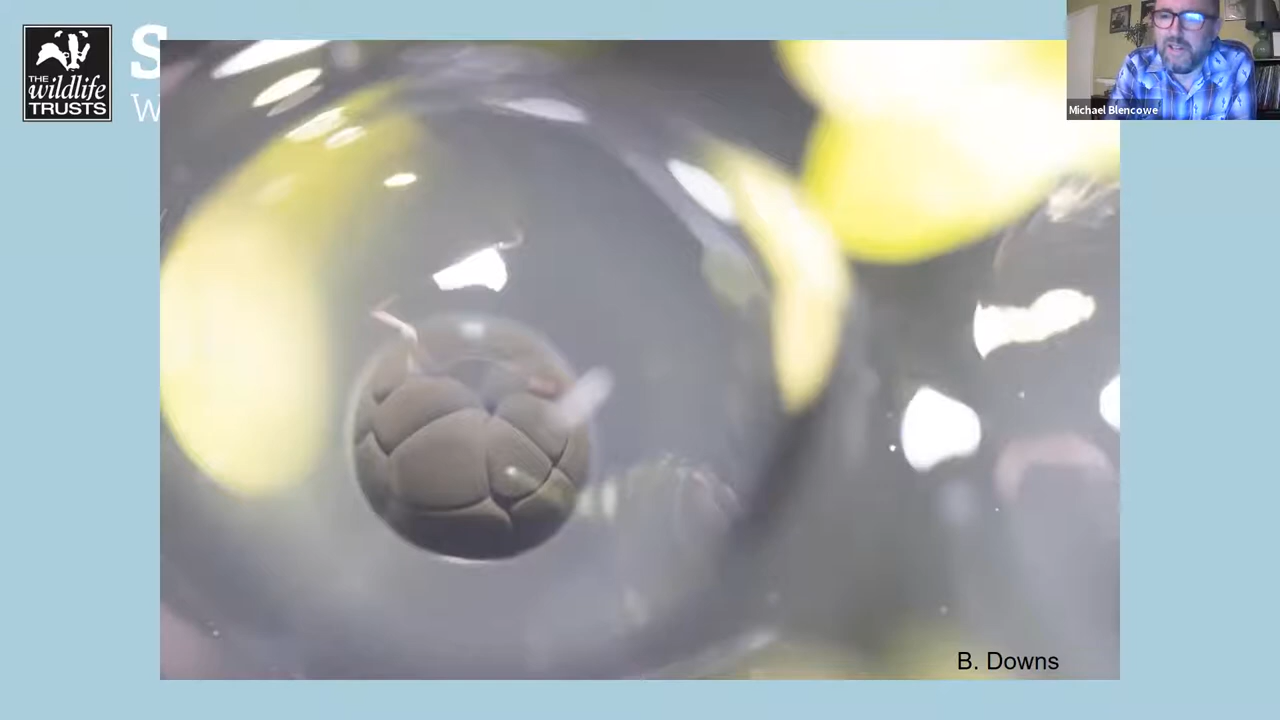 THE
wildlife
TRUSTS
S
W
Michael Blencowe
B. Downs